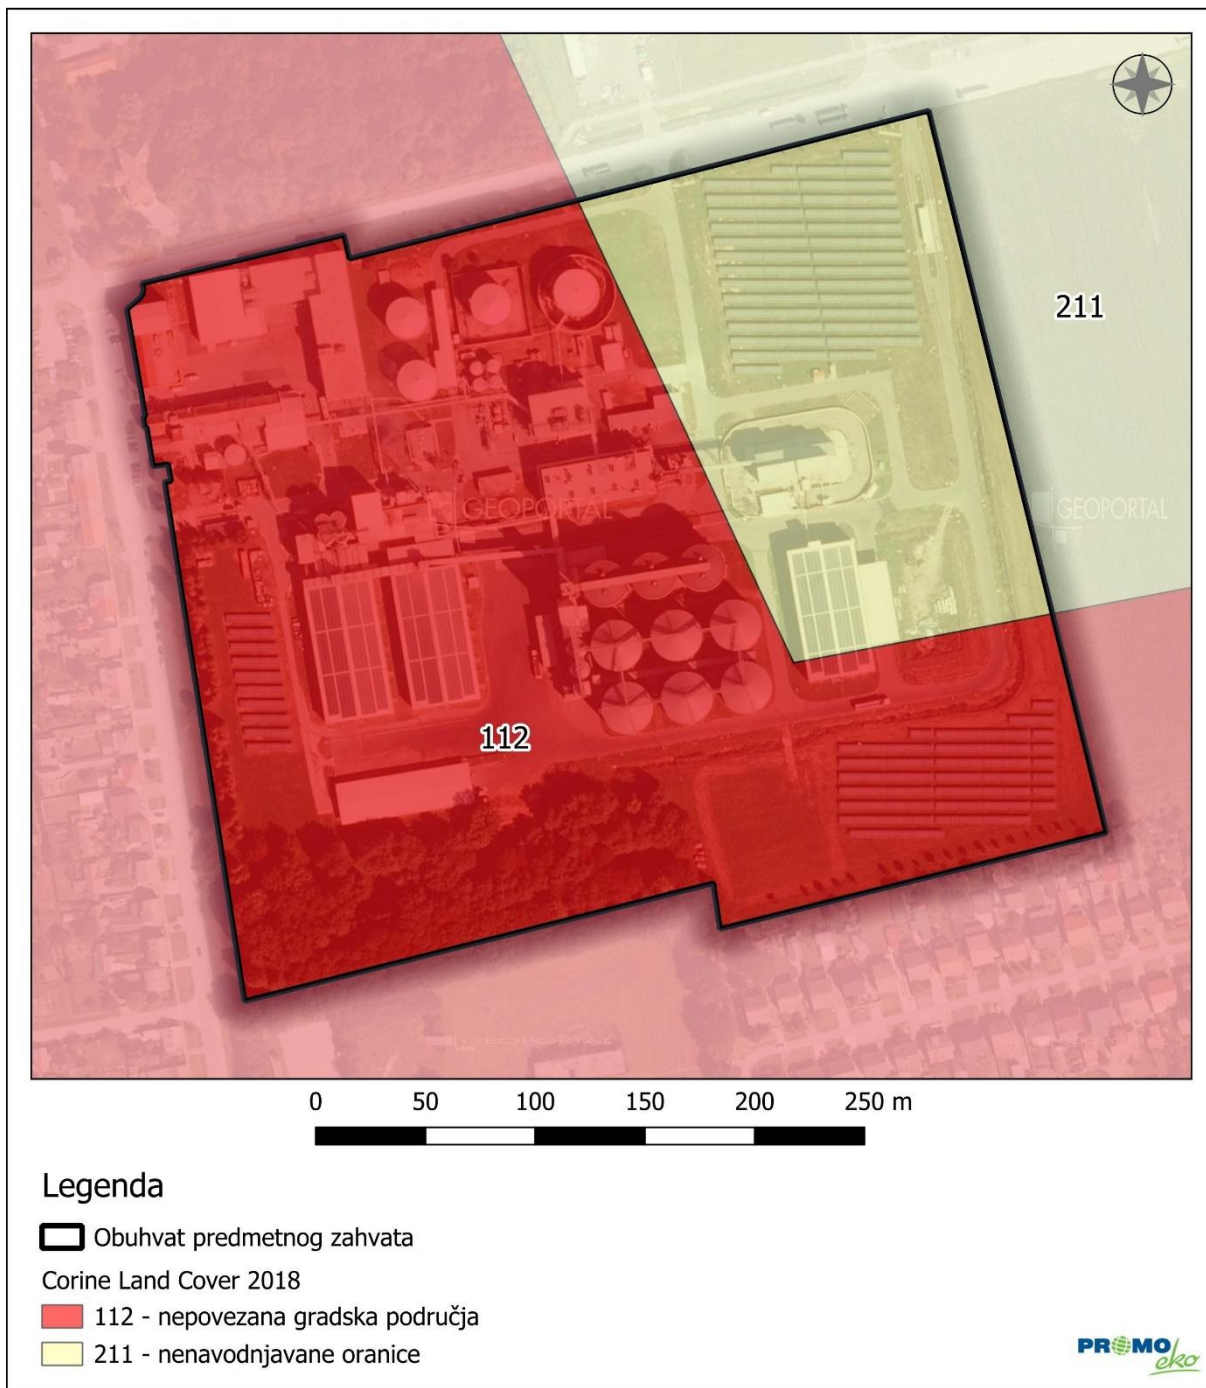 211
GEOPORTAL
GEOPORTAL
112
GEOPORTAL
0 50 100 150 200 250 m
Legenda
Obuhvat predmetnog zahvata
Corine Land Cover 2018
112 - nepovezana gradska područja
211 - nenavodnjavane oranice
PROMO
eko